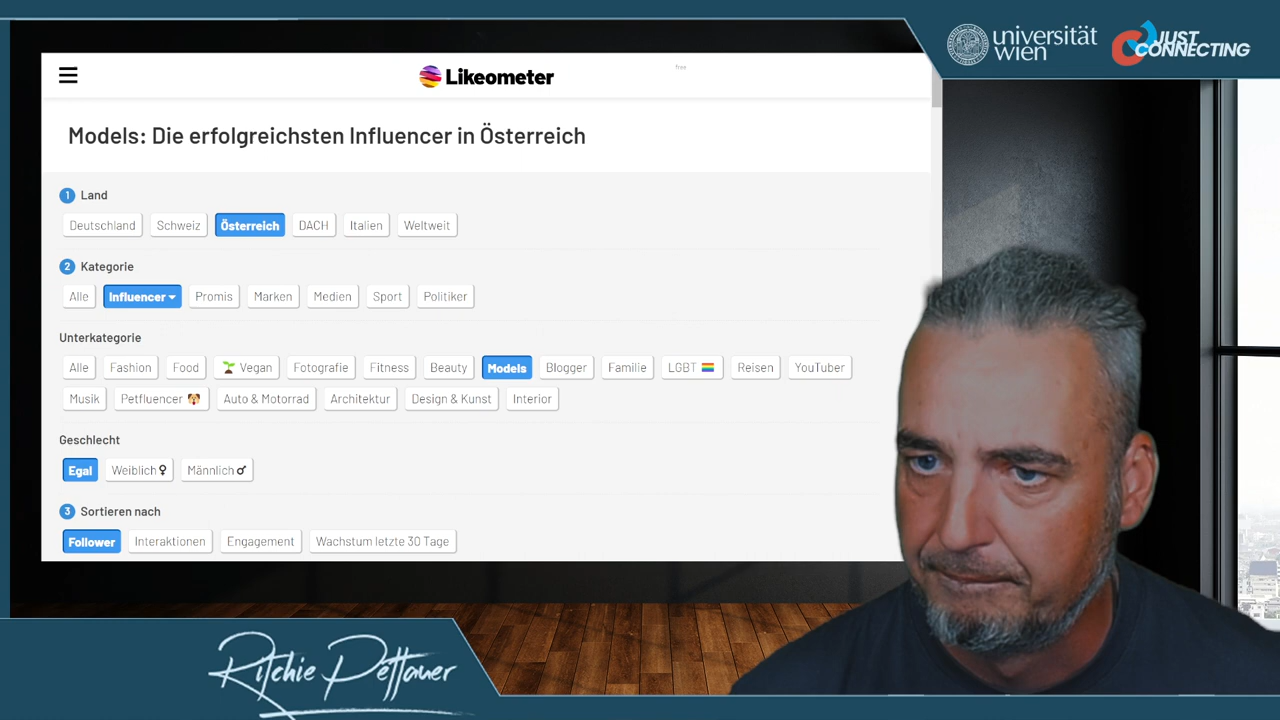 universität
wien
JUST
CONNECTING
Likeometer
free
Models: Die erfolgreichsten Influencer in Österreich
1 Land
Deutschland Schweiz Österreich DACH Italien Weltweit
2 Kategorie
Alle Influencer Promis Marken Medien Sport Politiker
Unterkategorie
Alle Fashion Food Vegan Fotografie Fitness Beauty Models Blogger Familie LGBT Reisen YouTuber
Musik Petfluencer Auto & Motorrad Architektur Design & Kunst Interior
Geschlecht
Egal Weiblich Männlich
3 Sortieren nach
Follower Interaktionen Engagement Wachstum letzte 30 Tage
Ritchie Pettauer